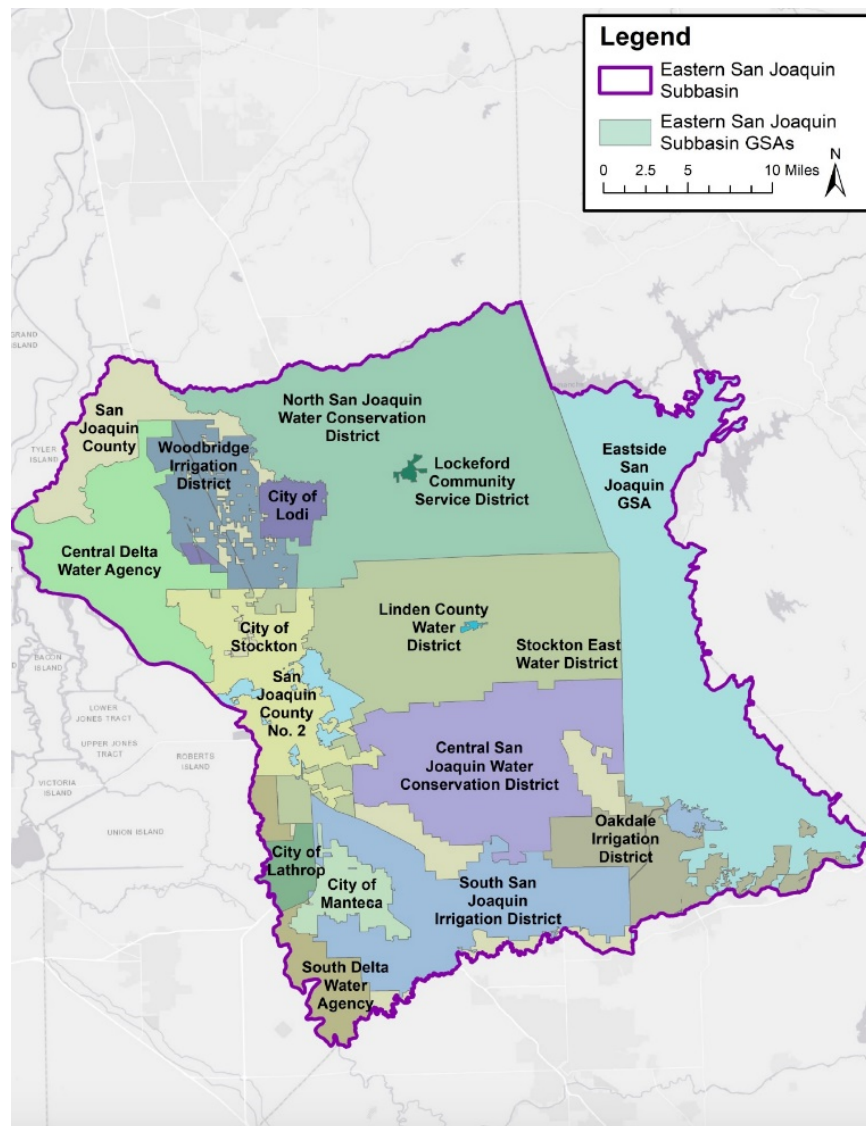 Legend
Eastern San Joaquin
Subbasin
Eastern San Joaquin
Subbasin GSAs
N
0 2.5 5 10 Miles
GRAND
ISLAND
TYLER
ISLAND
San
Joaquin
County
North San Joaquin
Water Conservation
District
Woodbridge
Irrigation
District
Eastside
San
Joaquin
GSA
Lockeford
Community
Service District
City of
Lodi
Central Delta
Water Agency
Linden County
Water
District
City of
Stockton
Stockton East
Water District
San
Joaquin
County
No. 2
BACON
ISLAND
LOWER
JONES TRACT
UPPER JONES
TRACT
ROBERTS
ISLAND
VICTORIA
ISLAND
UNION ISLAND
Central San
Joaquin Water
Conservation District
Oakdale
Irrigation
District
City of
Lathrop
City of
Manteca
South San
Joaquin
Irrigation District
South Delta
Water
Agency